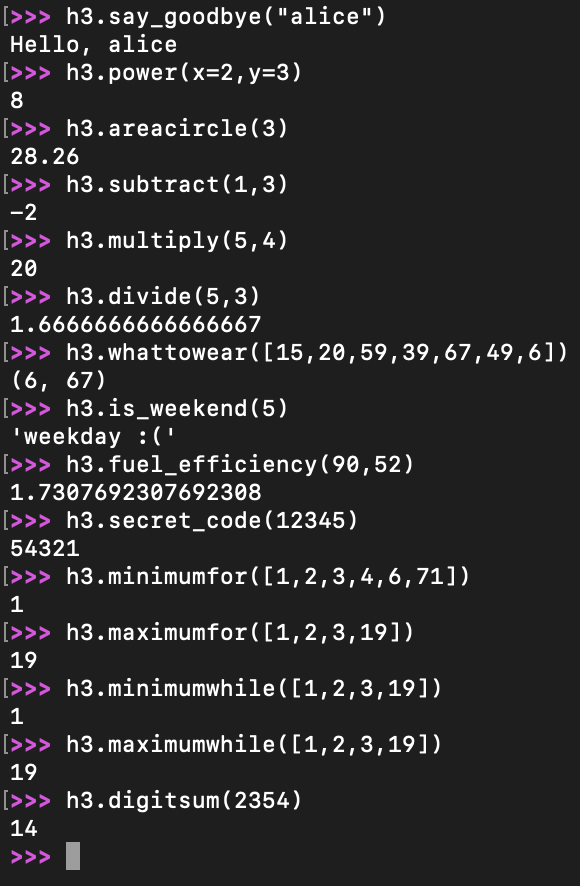 [>>> h3.say_goodbye("alice")
Hello, alice
[>>> h3.power(x=2,y=3)
8
[>>> h3.areacircle(3)
28.26
[>>> h3.subtract(1,3)
-2
[>>> h3.multiply(5,4)
20
[>>> h3.divide(5,3)
1.6666666666666667
[>>> h3.whattowear([15,20,59,39,67,49,6])
(6, 67)
[>>> h3.is_weekend(5)
'weekday :('
[>>> h3.fuel_efficiency(90,52)
1.7307692307692308
[>>> h3.secret_code(12345)
54321
[>>> h3.minimumfor([1,2,3,4,6,71])
1
[>>> h3.maximumfor([1,2,3,19])
19
[>>> h3.minimumwhile([1,2,3,19])
1
[>>> h3.maximumwhile([1,2,3,19])
19
[>>> h3.digitsum(2354)
14
>>>